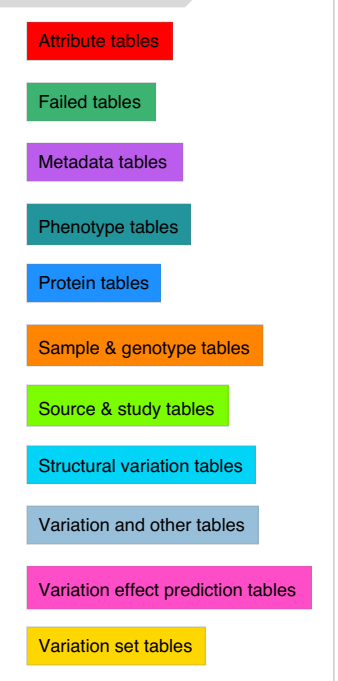 Attribute tables
Failed tables
Metadata tables
Phenotype tables
Protein tables
Sample & genotype tables
Source & study tables
Structural variation tables
Variation and other tables
Variation effect prediction tables
Variation set tables